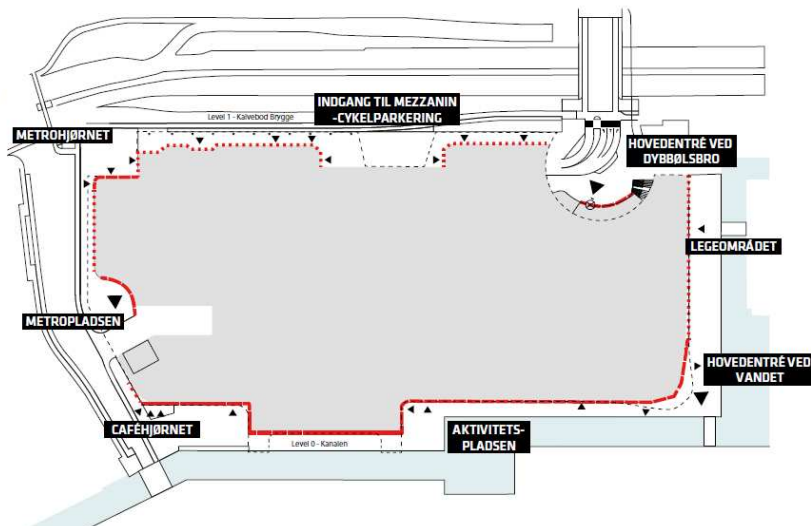 INDGANG TIL MEZZANIN
-CYKELPARKERING
Level 1 - Kalvebod Brygge
METROHJØRNET
HOVEDENTRÉ VED
DYBBØLSBRO
LEGEOMRÅDET
METROPLADSEN
HOVEDENTRÉ VED
VANDET
CAFÉHJØRNET
AKTIVITETS-
PLADSEN
Level 0 - Kanalen